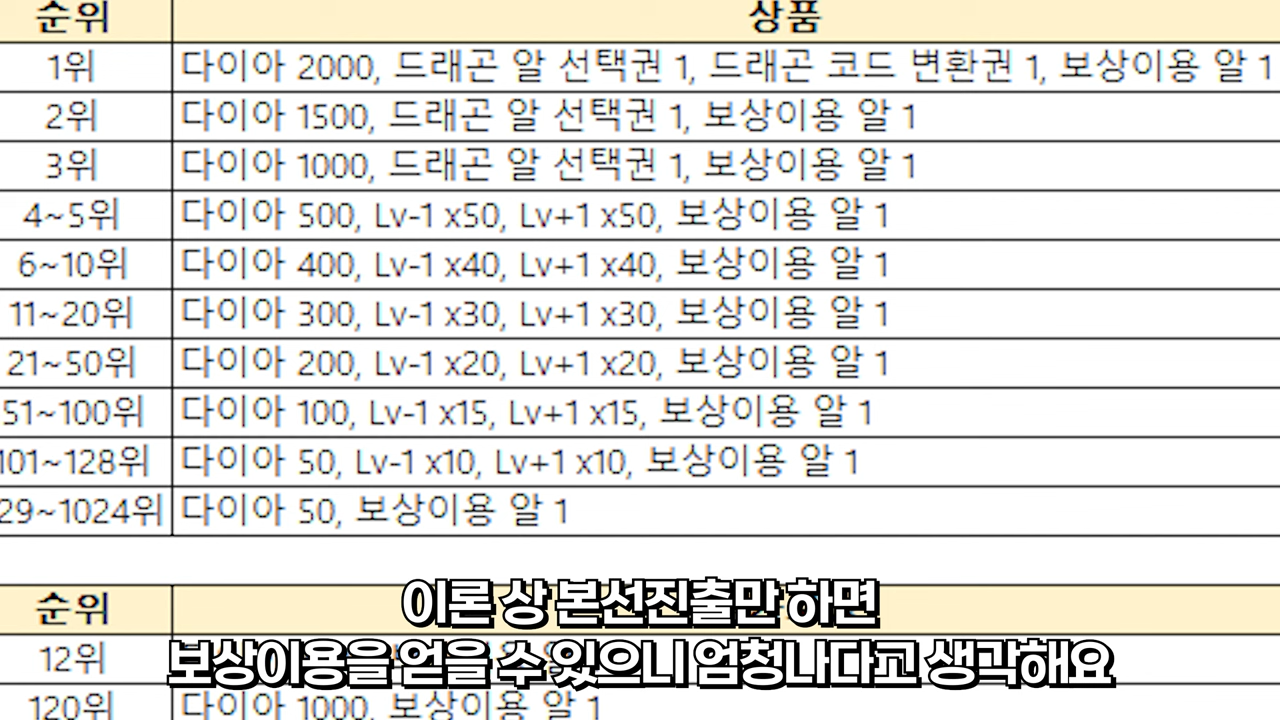 순위 상품
1위 다이아 2000, 드래곤 알 선택권 1, 드래곤 코드 변환권 1, 보상이용 알 1
2위 다이아 1500, 드래곤 알 선택권 1, 보상이용 알 1
3위 다이아 1000, 드래곤 알 선택권 1, 보상이용 알 1
4~5위 다이아 500, Lv-1 x50, Lv+1 x50, 보상이용 알 1
6~10위 다이아 400, Lv-1 x40, Lv+1 x40, 보상이용 알 1
11~20위 다이아 300, Lv-1 x30, Lv+1 x30, 보상이용 알 1
21~50위 다이아 200, Lv-1 x20, Lv+1 x20, 보상이용 알 1
51~100위 다이아 100, Lv-1 x15, Lv+1 x15, 보상이용 알 1
101~128위 다이아 50, Lv-1 x10, Lv+1 x10, 보상이용 알 1
29~1024위 다이아 50, 보상이용 알 1
순위
이론 상 본선진출만 하면
12위
보상이용을 얻을 수 있으니 엄청나다고 생각해요
120위 다이아 1000, 보상이용 알 1